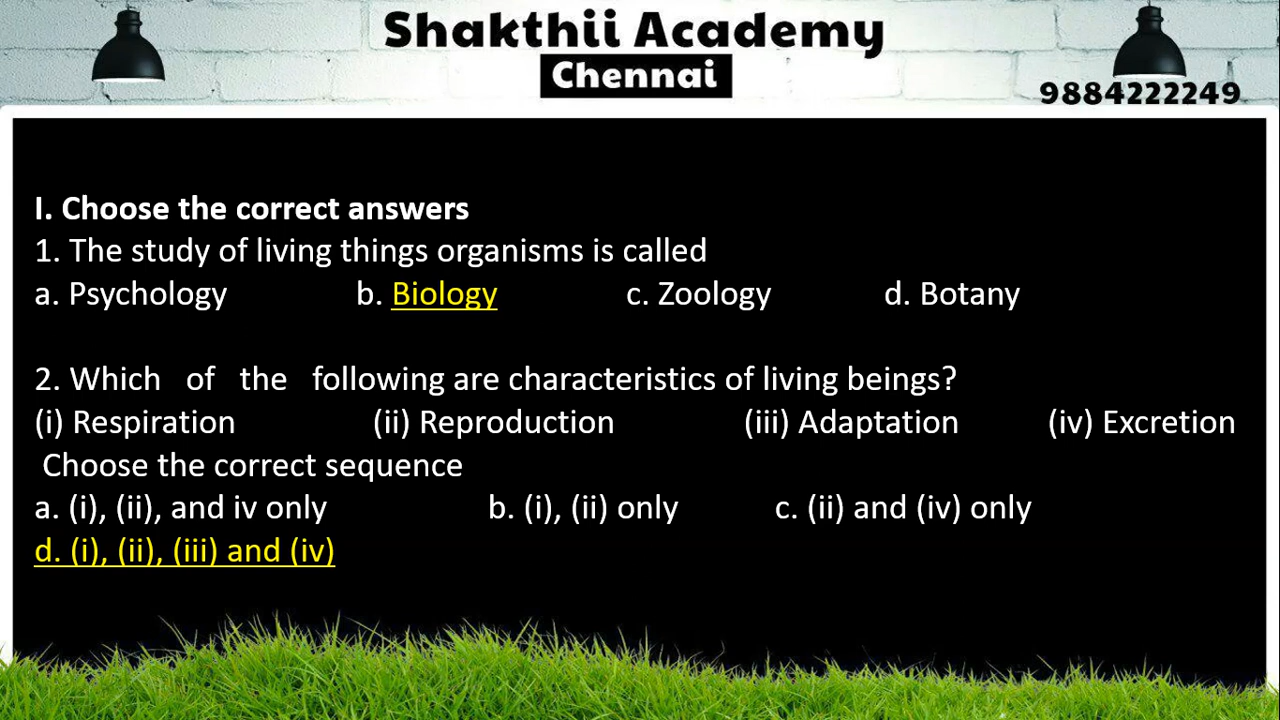 Shakthii Academy
Chennai
9884222249
I. Choose the correct answers
1. The study of living things organisms is called
a. Psychology b. Biology c. Zoology d. Botany
2. Which of the following are characteristics of living beings?
(i) Respiration (ii) Reproduction (iii) Adaptation (iv) Excretion
Choose the correct sequence
a. (i), (ii), and iv only b. (i), (ii) only c. (ii) and (iv) only
d. (i), (ii), (iii) and (iv)